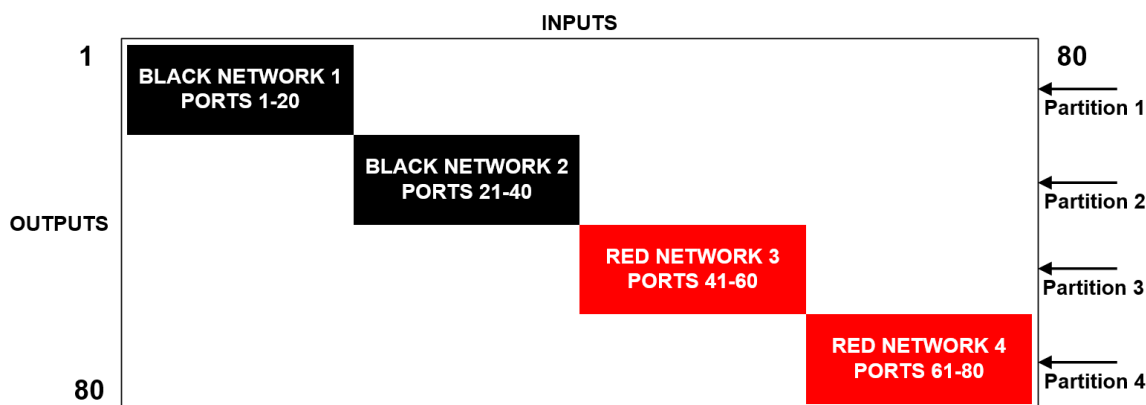 INPUTS
1
80
BLACK NETWORK 1
PORTS 1-20
Partition 1
BLACK NETWORK 2
PORTS 21-40
Partition 2
OUTPUTS
RED NETWORK 3
PORTS 41-60
Partition 3
RED NETWORK 4
PORTS 61-80
Partition 4
80